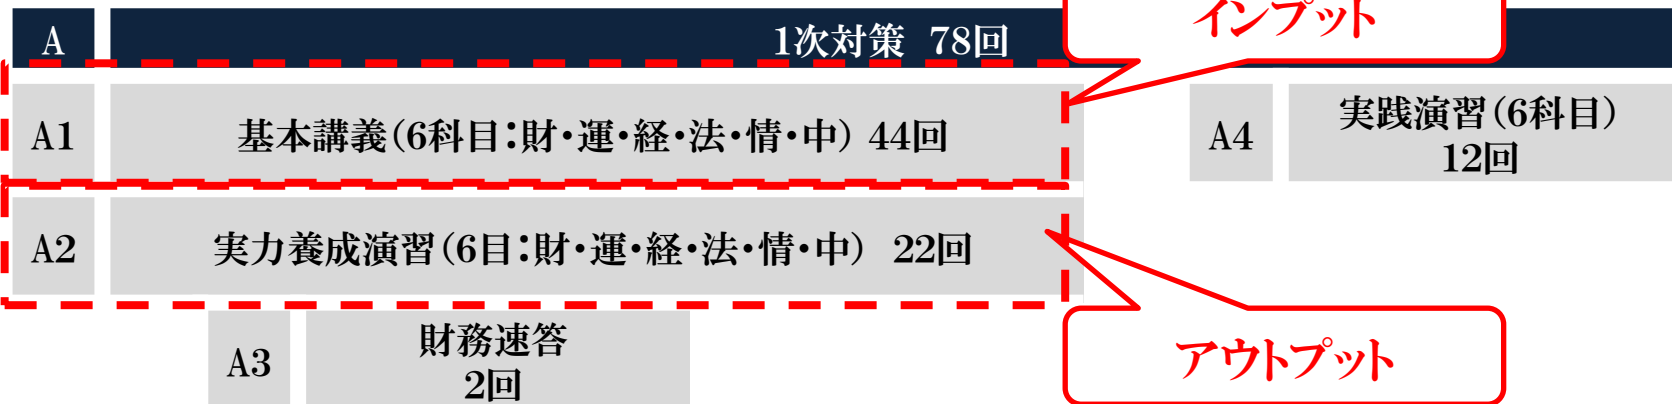 インプット
A 1次対策 78回
A1 基本講義(6科目:財・運・経・法・情・中) 44回
A4 実践演習(6科目)
12回
A2 実力養成演習(6目:財・運・経・法・情・中) 22回
アウトプット
A3 財務速答
2回